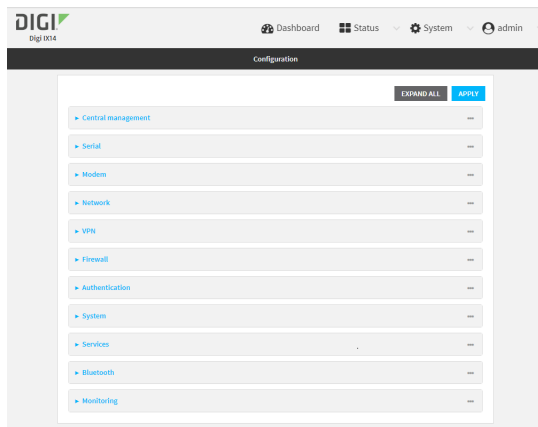 DIGI
Digi IX14
Dashboard
Status
System
admin
Configuration
EXPAND ALL
APPLY
Central management
Serial
Modem
Network
VPN
Firewall
Authentication
System
Services
Bluetooth
Monitoring